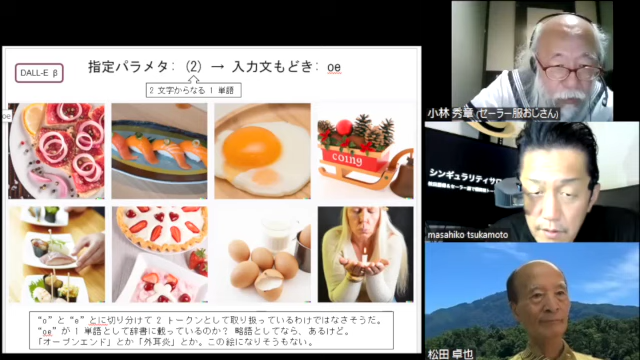 DALL-E β
指定パラメタ: (2) → 入力文もどき: oe
2 文字からなる 1 単語
oe
coing
"o" と "e" とに切り分けて 2 トークンとして取り扱っているわけではなさそうだ。
"oe" が 1 単語として辞書に載っているのか? 略語としてなら、あるけど。
「オープンエンド」とか「外耳炎」とか。この絵になりそうもない。
小林 秀章 (セーラー服おじさん)
シンギュラリティサロ
masahiko tsukamoto
松田 卓也